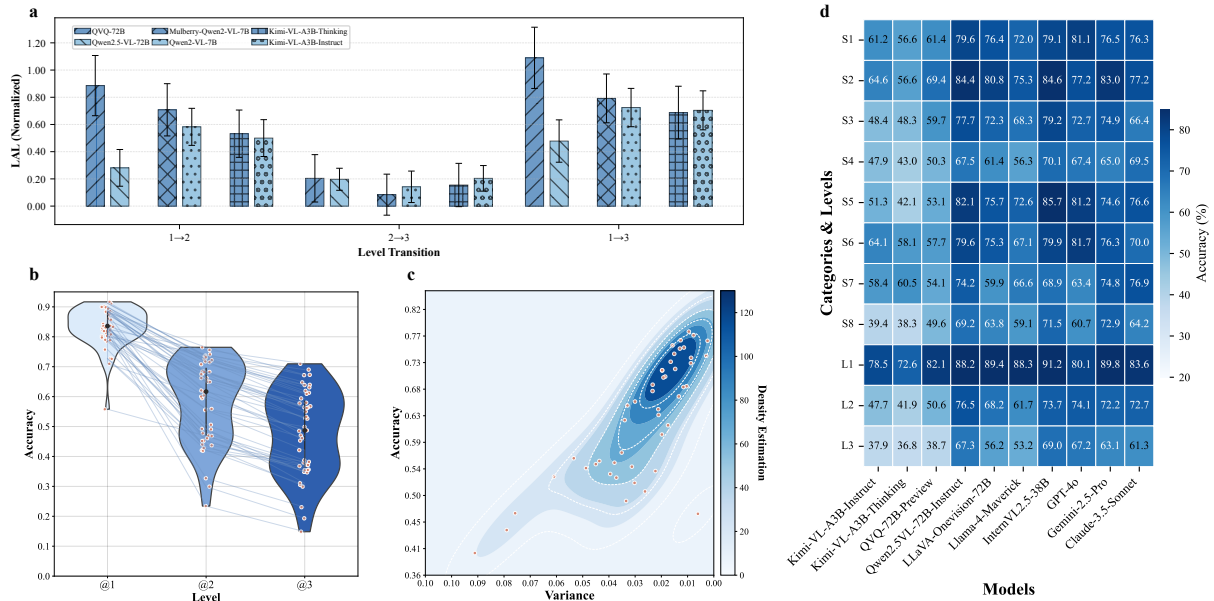 a
QVQ-72B
Mulberry-Qwen2-VL-7B
Kimi-VL-A3B-Thinking
Qwen2.5-VL-72B
Qwen2-VL-7B
Kimi-VL-A3B-Instruct
LAL (Normalized)
1.20
1.00
0.80
0.60
0.40
0.20
0.00
1→2
2→3
1→3
Level Transition
b
Accuracy
0.9
0.8
0.7
0.6
0.5
0.4
0.3
0.2
0.1
0.0
@1
@2
@3
Level
c
Accuracy
0.82
0.77
0.73
0.68
0.64
0.59
0.54
0.50
0.45
0.41
0.36
0.10 0.09 0.08 0.07 0.06 0.05 0.04 0.03 0.02 0.01 0.00
Variance
120
100
80
60
40
20
0
Density Estimation
d
Categories & Levels
S1 61.2 56.6 61.4 79.6 76.4 72.0 79.1 81.1 76.5 76.3
S2 64.6 56.6 69.4 84.4 80.8 75.3 84.6 77.2 83.0 77.2
S3 48.4 48.3 59.7 77.7 72.3 68.3 79.2 72.7 74.9 66.4
S4 47.9 43.0 50.3 67.5 61.4 56.3 70.1 67.4 65.0 69.5
S5 51.3 42.1 53.1 82.1 75.7 72.6 85.7 81.2 74.6 76.6
S6 64.1 58.1 57.7 79.6 75.3 67.1 79.9 81.7 76.3 70.0
S7 58.4 60.5 54.1 74.2 59.9 66.6 68.9 63.4 74.8 76.9
S8 39.4 38.3 49.6 69.2 63.8 59.1 71.5 60.7 72.9 64.2
L1 78.5 72.6 82.1 88.2 89.4 88.3 91.2 80.1 89.8 83.6
L2 47.7 41.9 50.6 76.5 68.2 61.7 73.7 74.1 72.2 72.7
L3 37.9 36.8 38.7 67.3 56.2 53.2 69.0 67.2 63.1 61.3
Kimi-VL-A3B-Instruct
Kimi-VL-A3B-Thinking
QVQ-72B-Preview
Qwen2.5VL-72B-Instruct
LLaVA-Onevision-72B
Llama-4-Maverick
InternVL2.5-38B
GPT-4o
Gemini-2.5-Pro
Claude-3.5-Sonnet
Models
80
70
60
50
40
30
20
Accuracy (%)